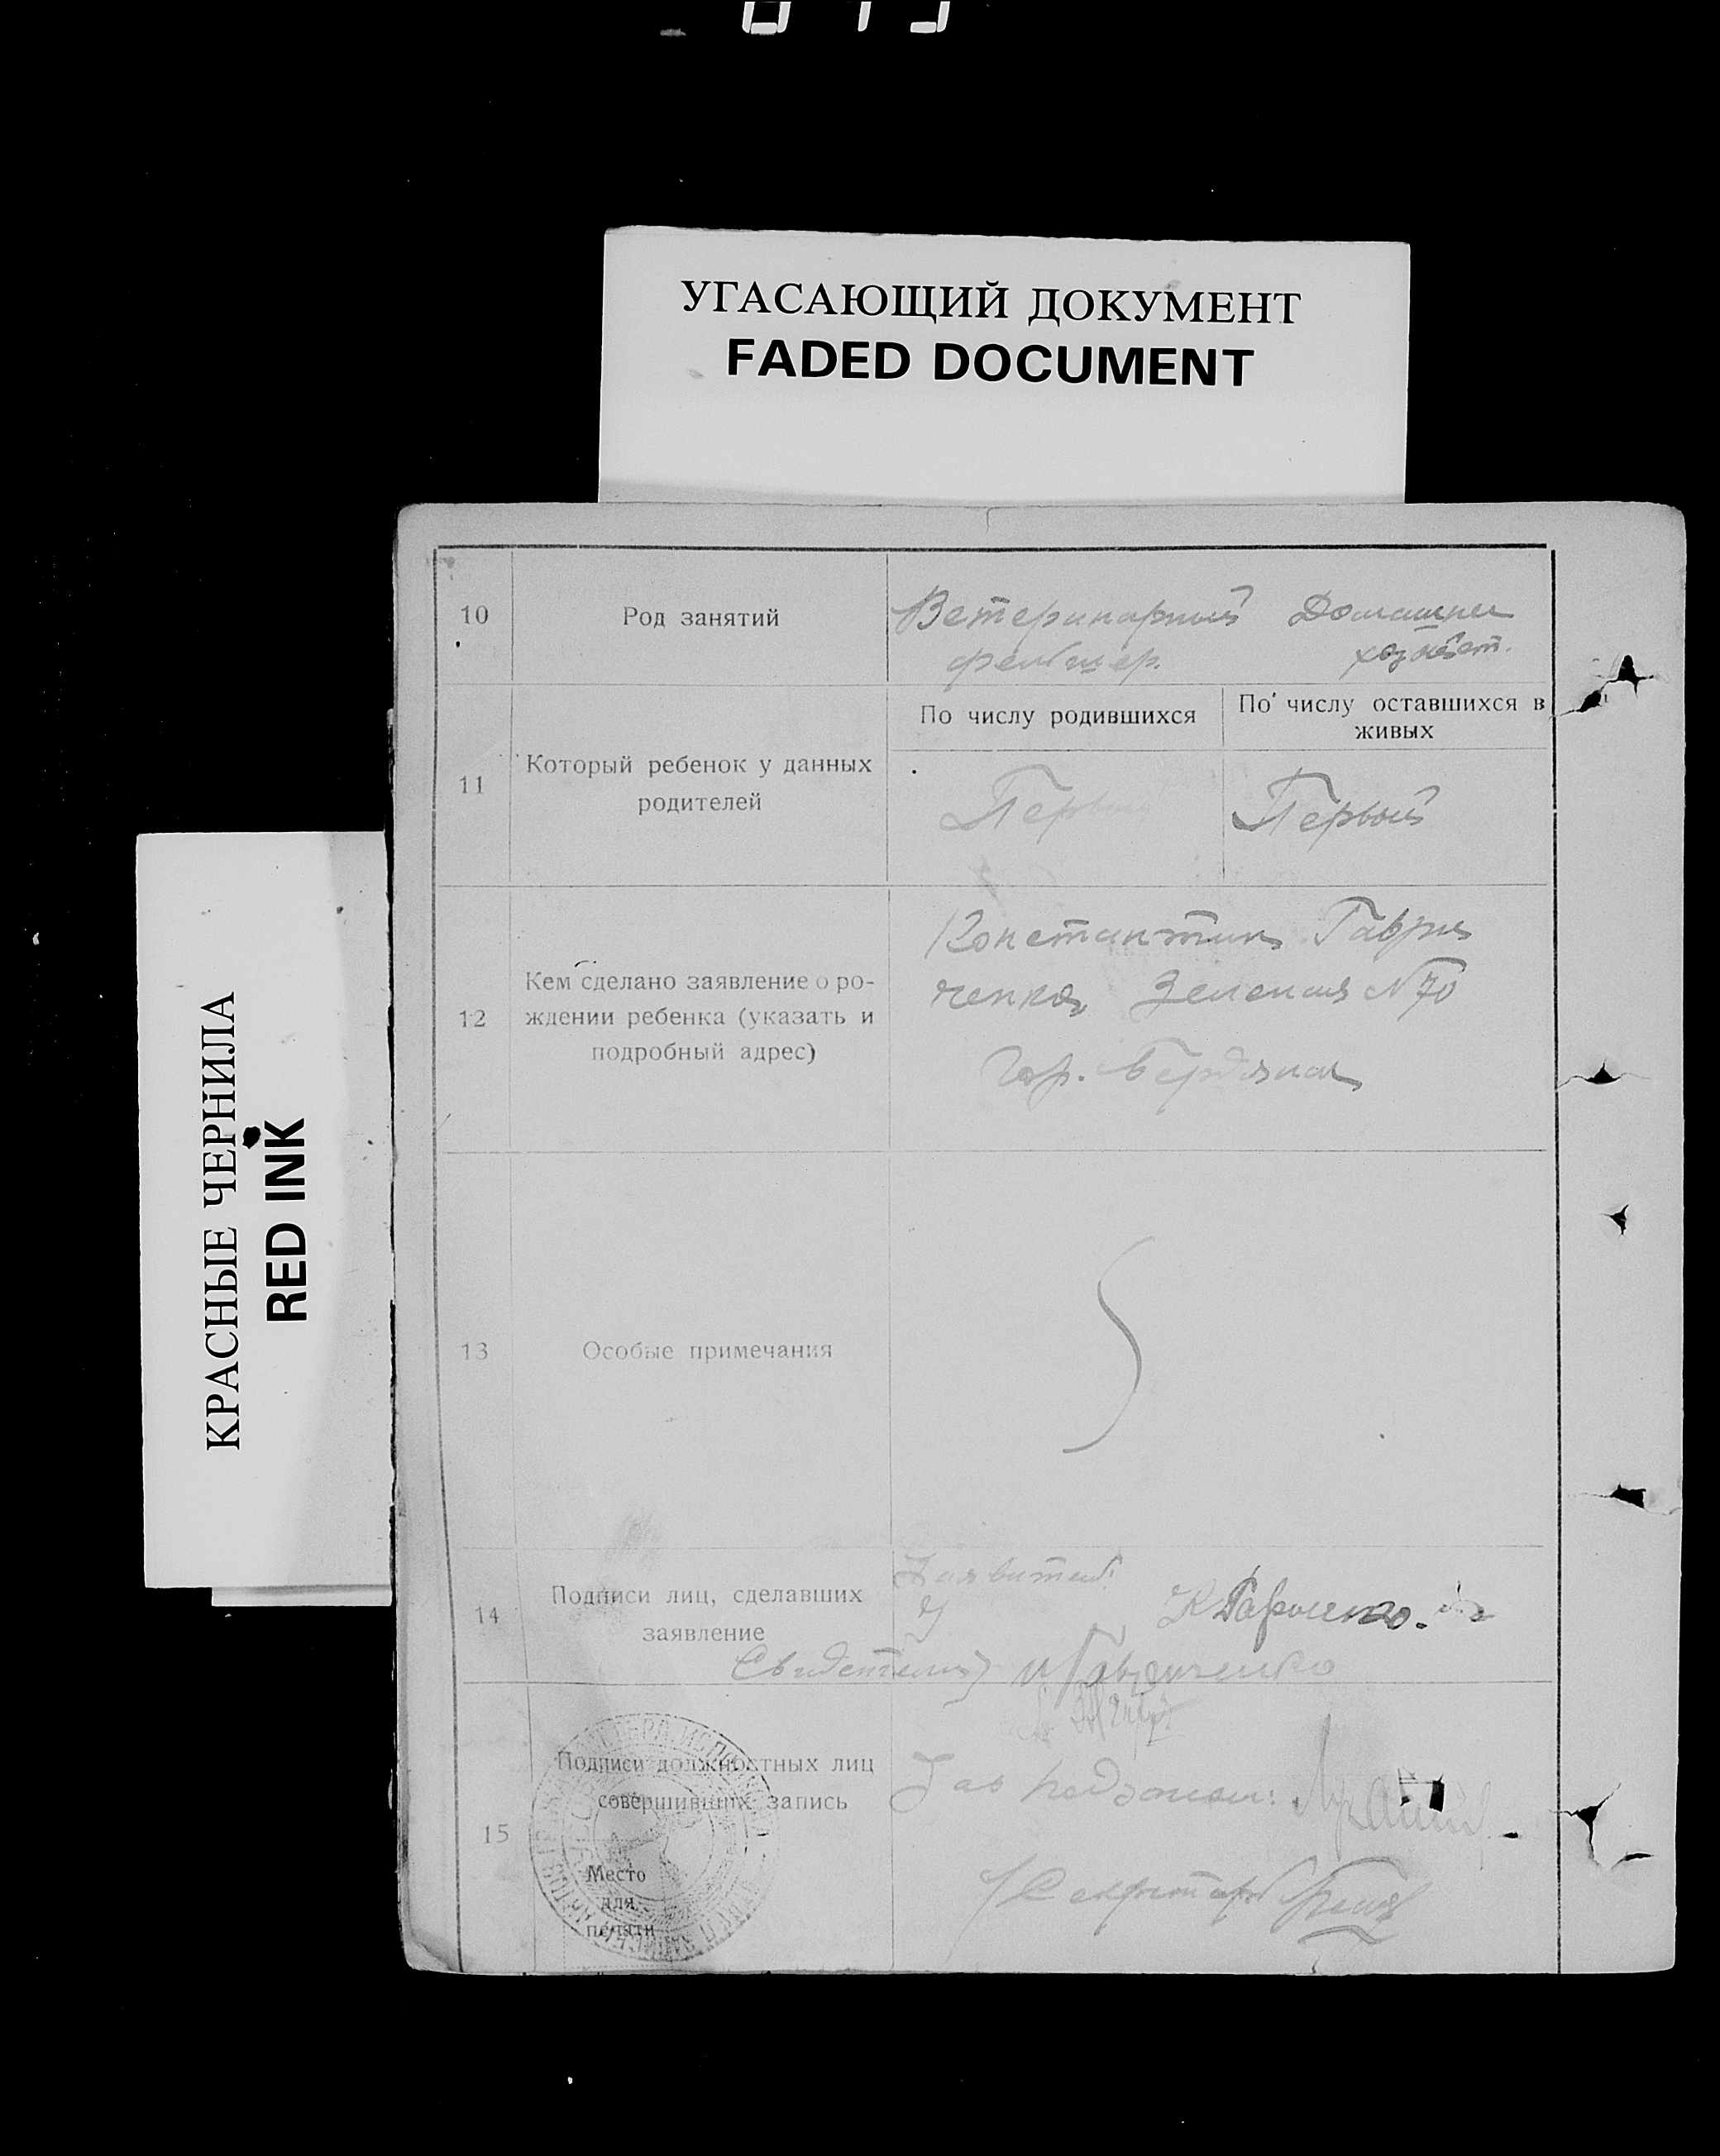 УГАСАЮЩИЙ ДОКУМЕНТ
FADED DOCUMENT
КРАСНЫЕ ЧЕРНИЛА
RED INK
10 Род занятий Ветеринарный Домашнее
фельдшер. хозяйст.
По числу родившихся По числу оставшихся в
живых
11 Который ребенок у данных
родителей
Первый Первый
Константин Гаври
12 Кем сделано заявление о ро-
ждении ребенка (указать и
подробный адрес)
ченко, Зеленая N 70
Гор. Бердянск
13 Особые примечания
14 Подписи лиц, сделавших
заявление
Заявитель
Свидетели
15 Подписи должностных лиц
совершивших запись
Зав
Секретарь
Место
для
печати